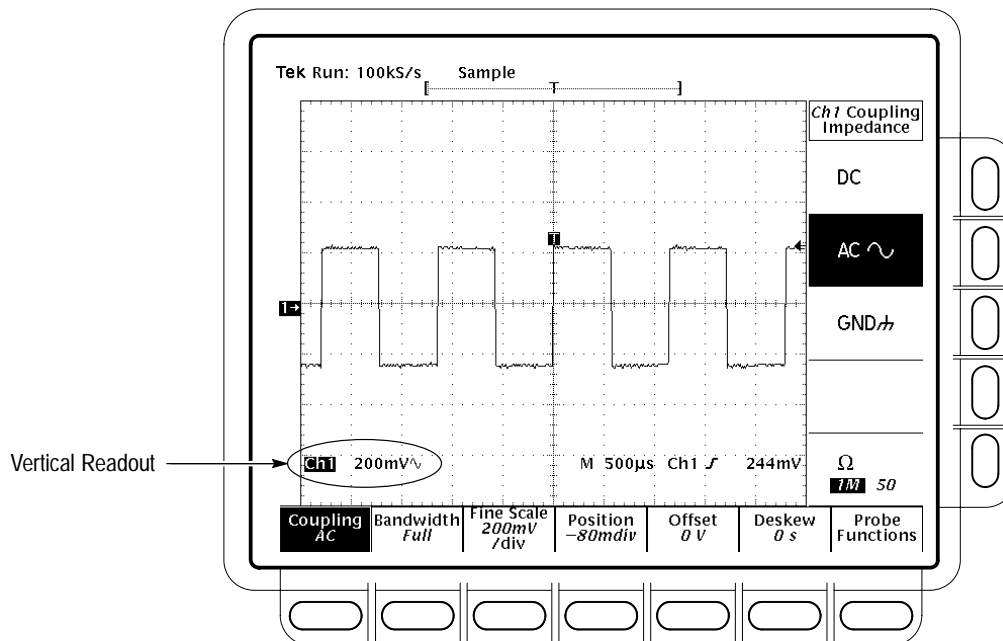 Tek Run: 100kS/s Sample
T
Ch1 Coupling
Impedance
DC
T
AC
1→
GND
Vertical Readout
Ch1 200mV∿ M 500µs Ch1 244mV
Ω
1M 50
Coupling
AC
Bandwidth
Full
Fine Scale
200mV
/div
Position
−80mdiv
Offset
0 V
Deskew
0 s
Probe
Functions